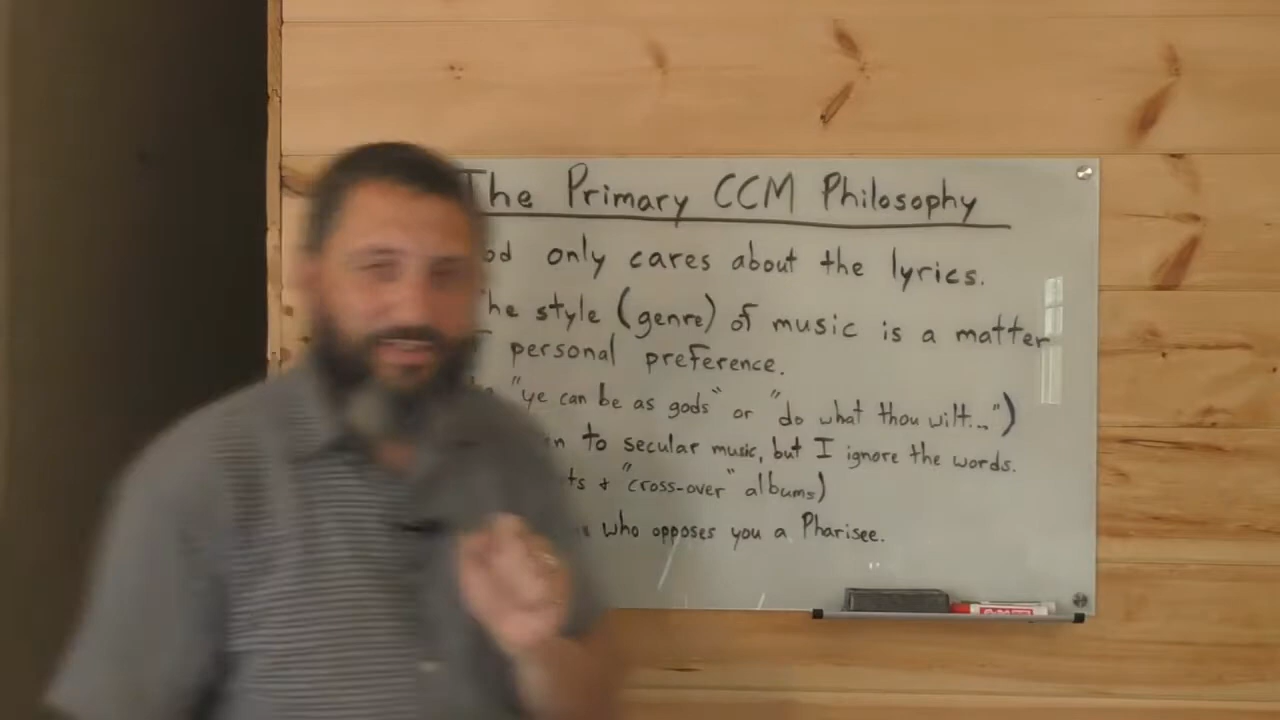 The Primary CCM Philosophy
only cares about the lyrics.
style (genre) of music is a matter
personal preference.
"ye can be as gods" or "do what thou wilt...")
to secular music, but I ignore the words.
+ "cross-over" albums)
who opposes you a Pharisee.